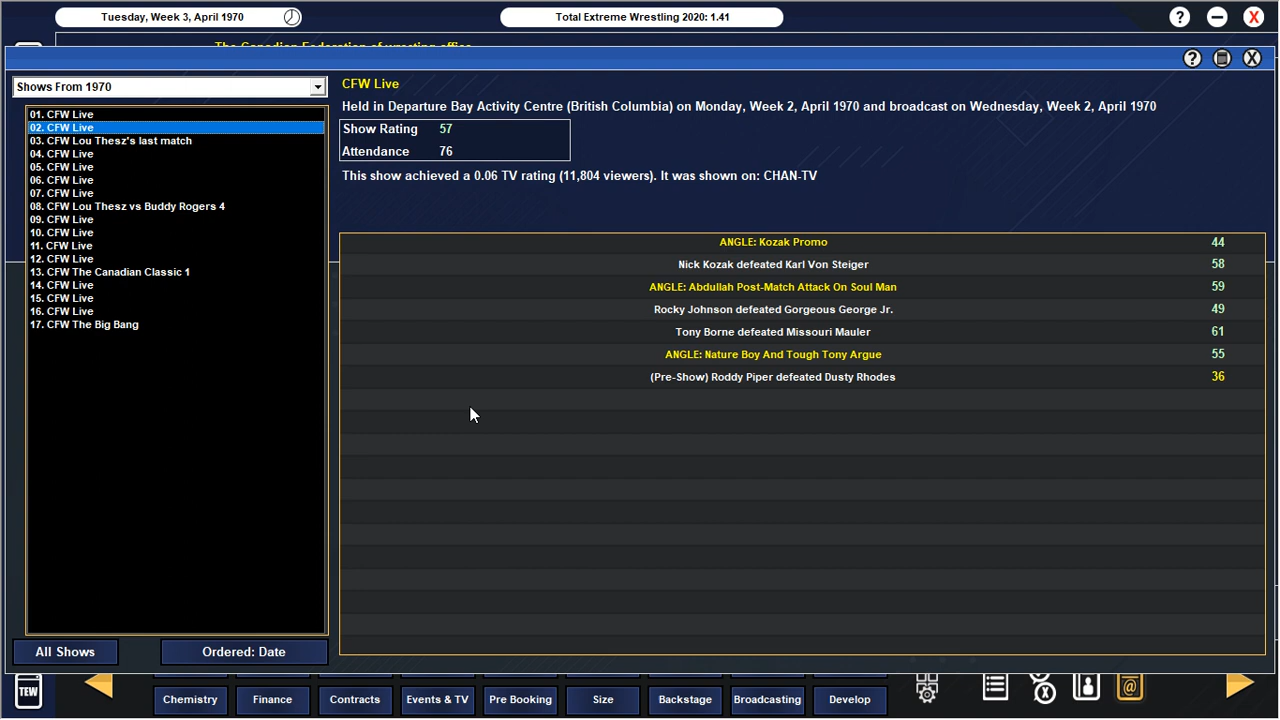 Tuesday, Week 3, April 1970
Total Extreme Wrestling 2020: 1.41
The Canadian Federation of wresting office
Shows From 1970
01. CFW Live
02. CFW Live
03. CFW Lou Thesz's last match
04. CFW Live
05. CFW Live
06. CFW Live
07. CFW Live
08. CFW Lou Thesz vs Buddy Rogers 4
09. CFW Live
10. CFW Live
11. CFW Live
12. CFW Live
13. CFW The Canadian Classic 1
14. CFW Live
15. CFW Live
16. CFW Live
17. CFW The Big Bang
All Shows
Ordered: Date
CFW Live
Held in Departure Bay Activity Centre (British Columbia) on Monday, Week 2, April 1970 and broadcast on Wednesday, Week 2, April 1970
Show Rating 57
Attendance 76
This show achieved a 0.06 TV rating (11,804 viewers). It was shown on: CHAN-TV
ANGLE: Kozak Promo 44
Nick Kozak defeated Karl Von Steiger 58
ANGLE: Abdullah Post-Match Attack On Soul Man 59
Rocky Johnson defeated Gorgeous George Jr. 49
Tony Borne defeated Missouri Mauler 61
ANGLE: Nature Boy And Tough Tony Argue 55
(Pre-Show) Roddy Piper defeated Dusty Rhodes 36
TEW
Chemistry
Finance
Contracts
Events & TV
Pre Booking
Size
Backstage
Broadcasting
Develop